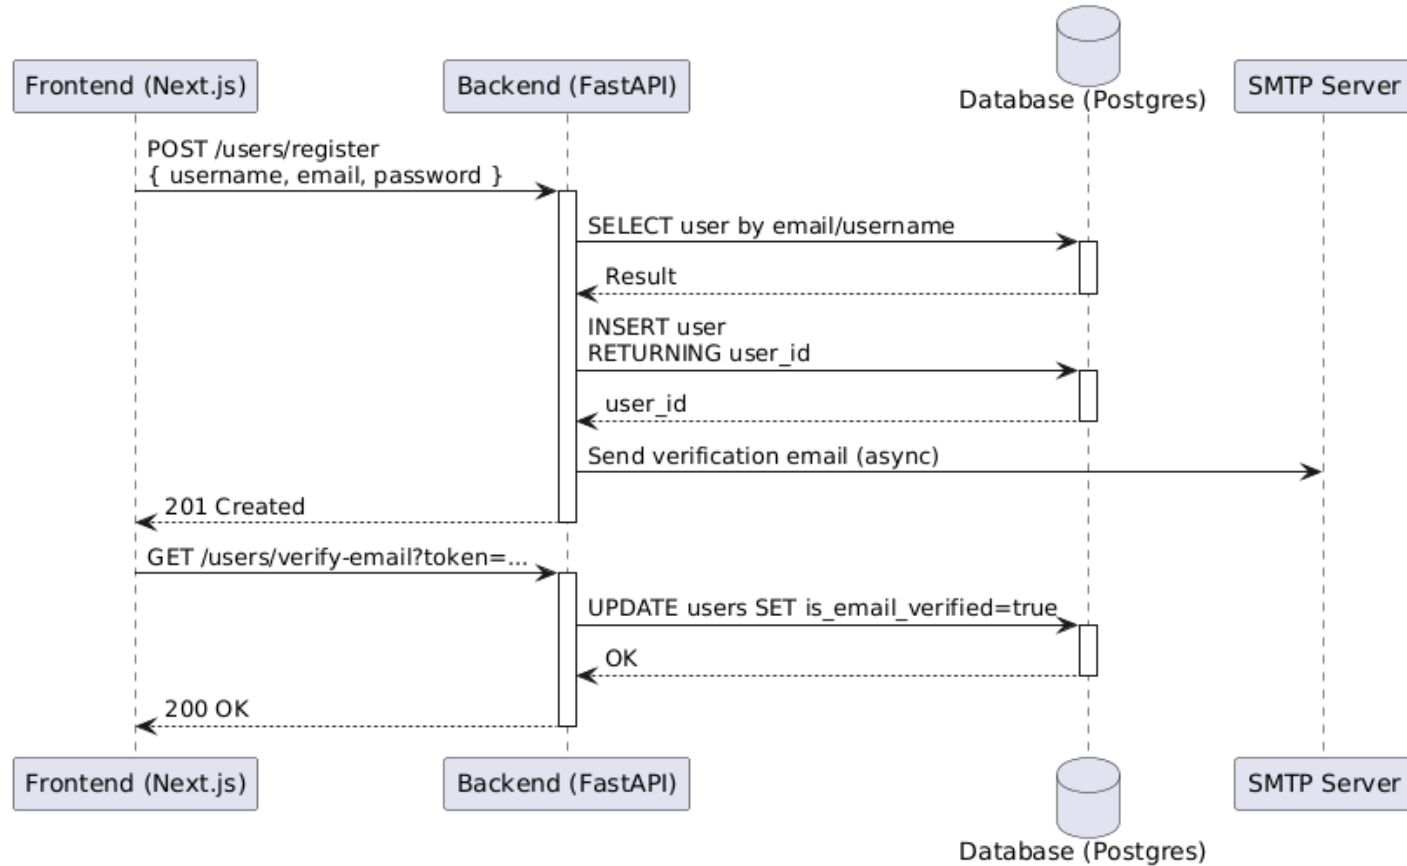 Frontend (Next.js)
Backend (FastAPI)
Database (Postgres)
SMTP Server
POST /users/register
{ username, email, password }
SELECT user by email/username
Result
INSERT user
RETURNING user_id
user_id
Send verification email (async)
201 Created
GET /users/verify-email?token=...
UPDATE users SET is_email_verified=true
OK
200 OK
Frontend (Next.js)
Backend (FastAPI)
Database (Postgres)
SMTP Server